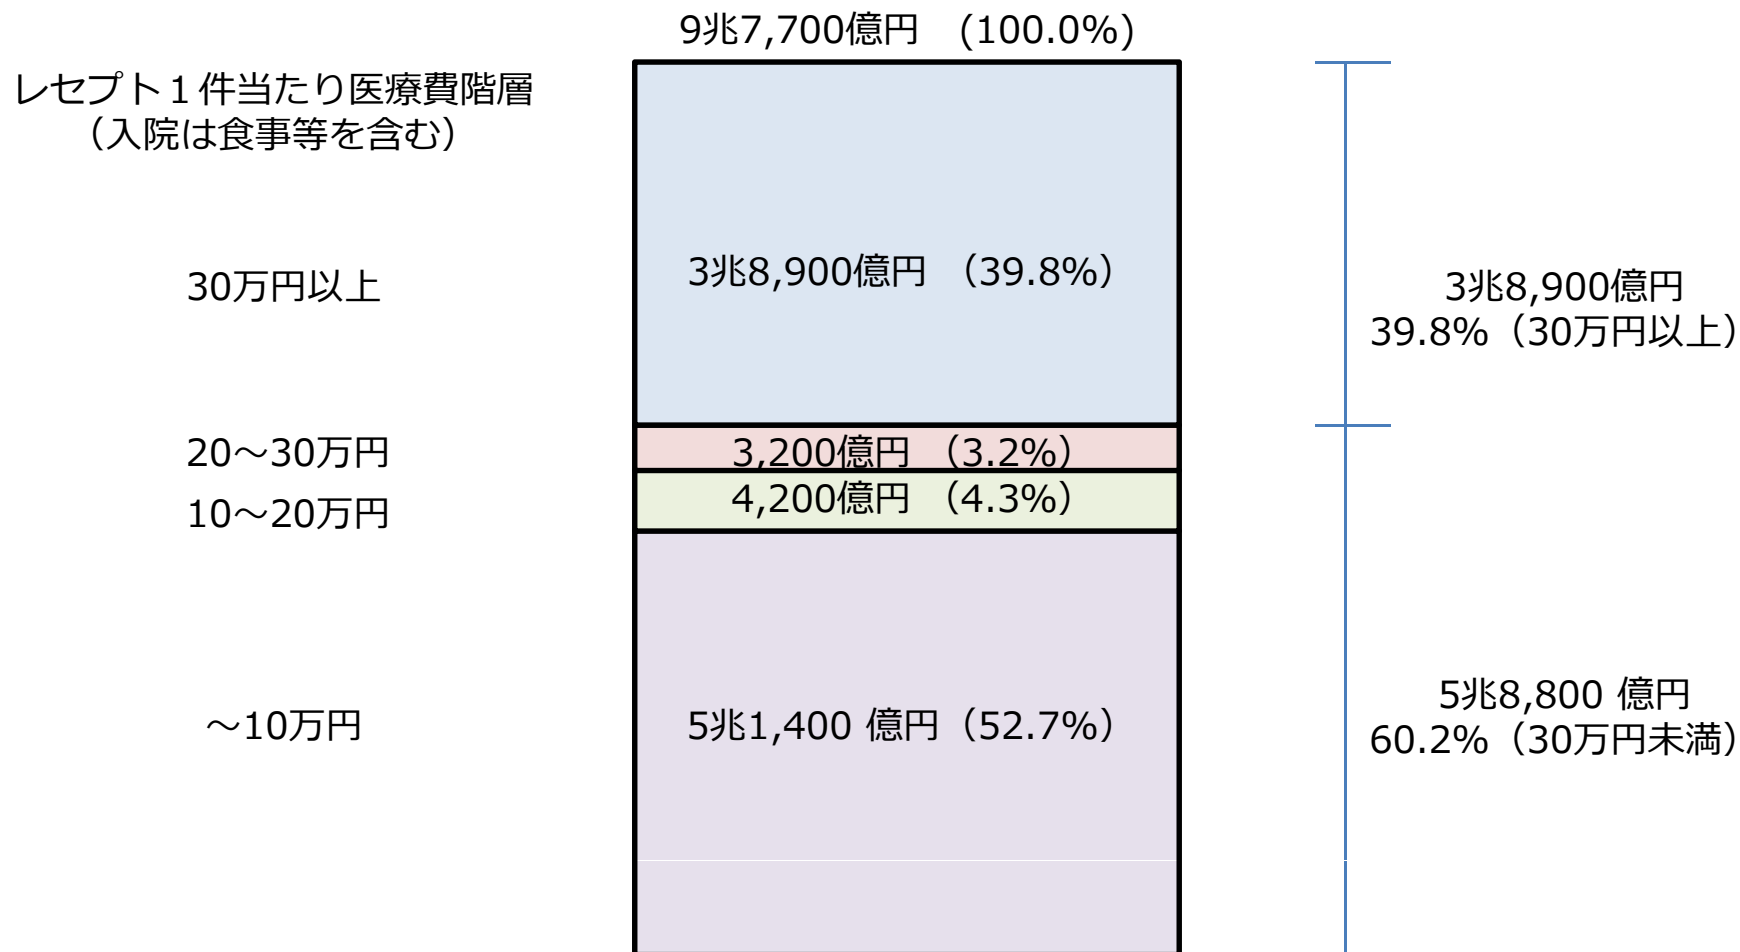 9兆7,700億円　(100.0%)
レセプト１件当たり医療費階層
（入院は食事等を含む）
30万円以上
3兆8,900億円　（39.8%）
3兆8,900億円
39.8%（30万円以上）
20～30万円
3,200億円　（3.2%）
10～20万円
4,200億円　（4.3%）
～10万円
5兆1,400 億円（52.7%）
5兆8,800 億円
60.2%（30万円未満）